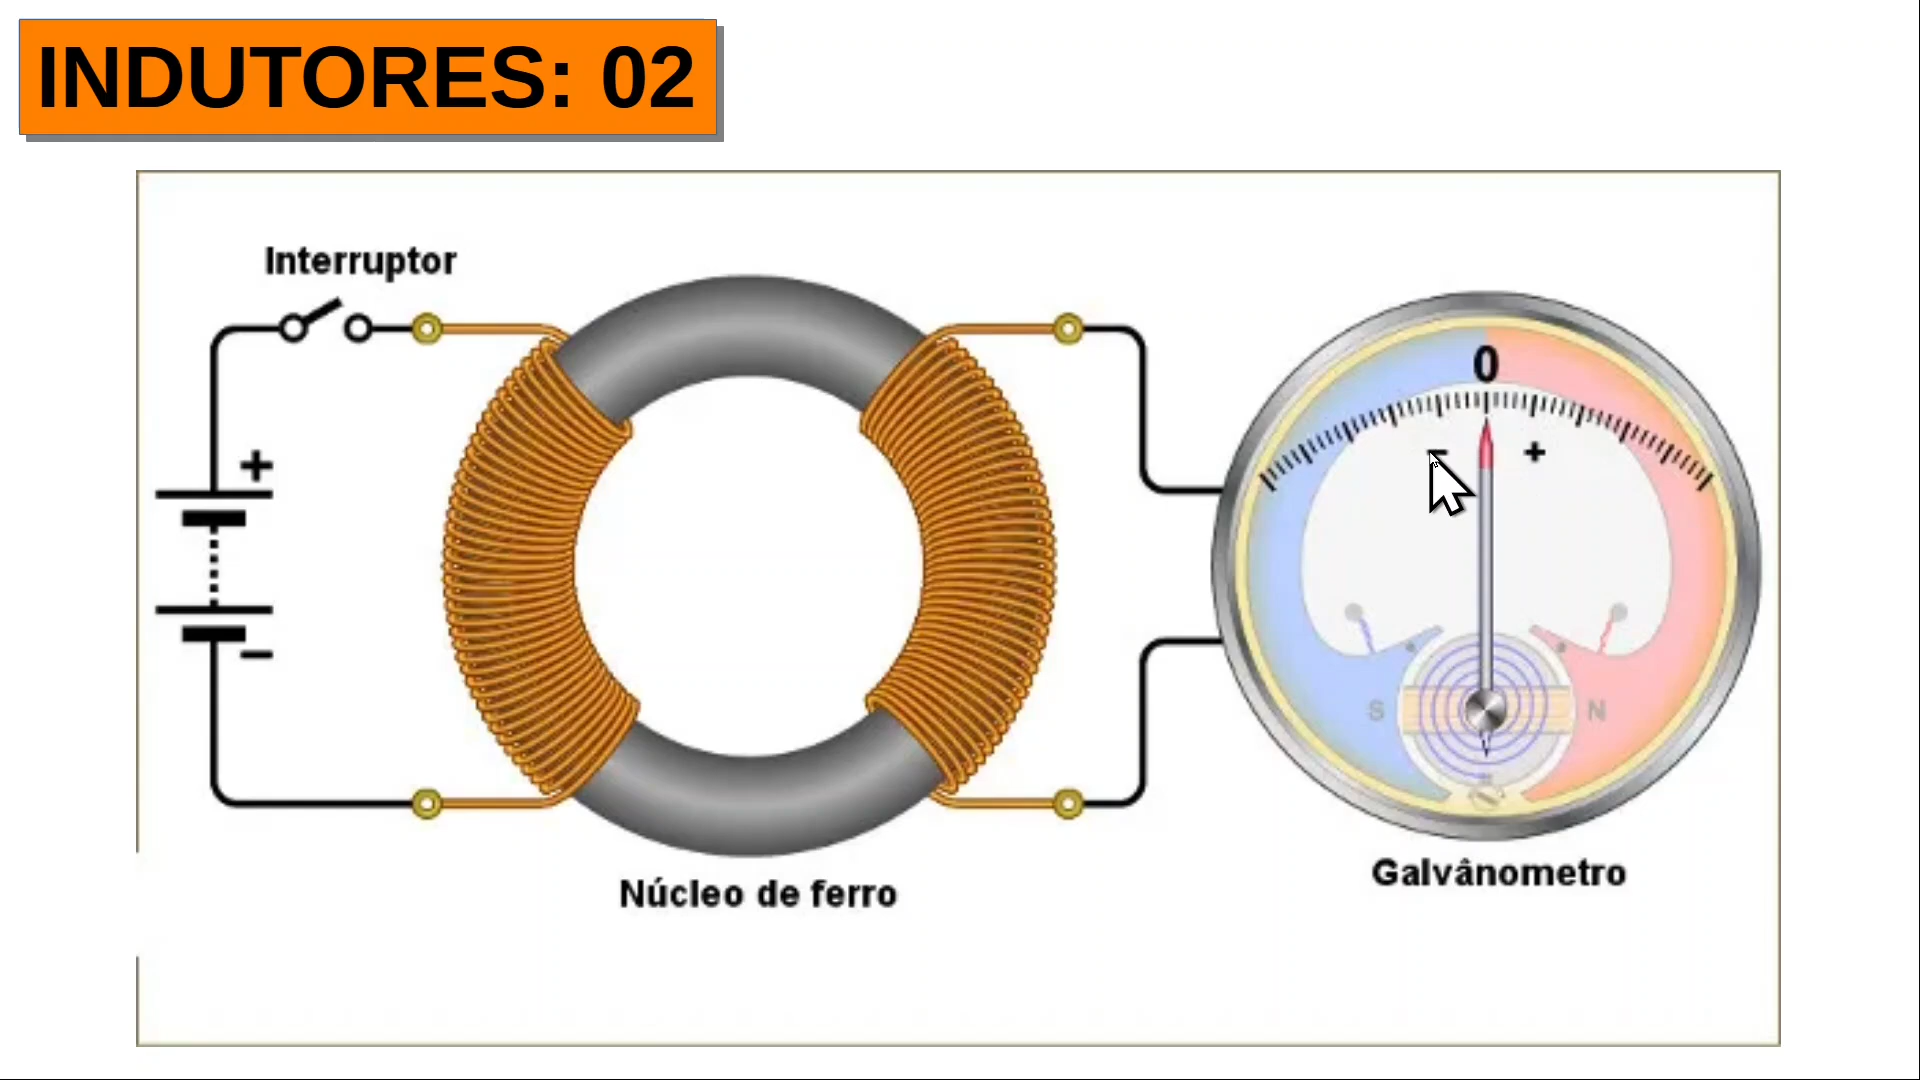 INDUTORES: 02
Interruptor
+
−
0
− +
S N
Núcleo de ferro
Galvânometro